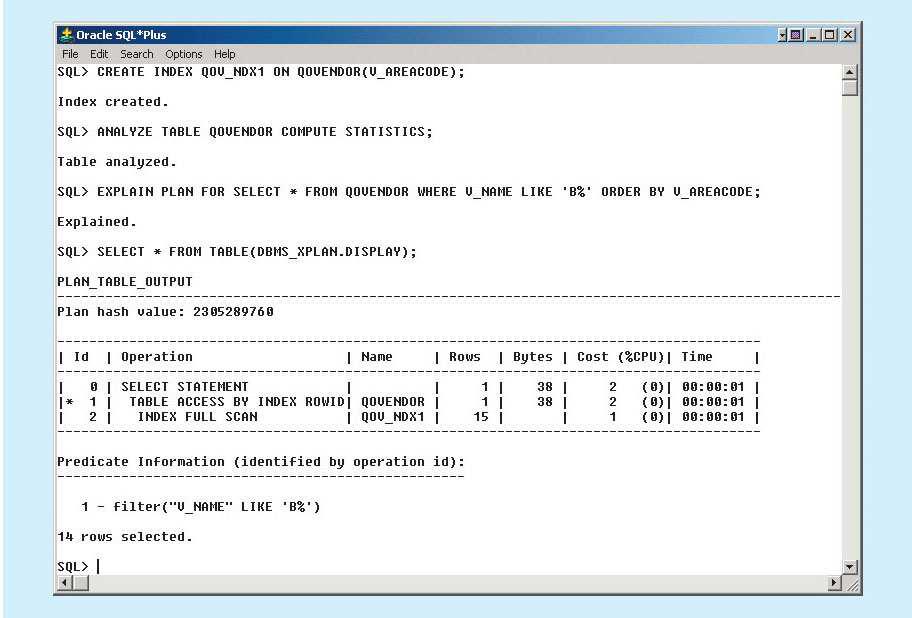 Oracle SQL*Plus
File Edit Search Options Help
SQL> CREATE INDEX QOV_NDX1 ON QOVENDOR(V_AREACODE);
Index created.
SQL> ANALYZE TABLE QOVENDOR COMPUTE STATISTICS;
Table analyzed.
SQL> EXPLAIN PLAN FOR SELECT * FROM QOVENDOR WHERE V_NAME LIKE 'B%' ORDER BY V_AREACODE;
Explained.
SQL> SELECT * FROM TABLE(DBMS_XPLAN.DISPLAY);
PLAN_TABLE_OUTPUT
--------------------------------------------------------------------------------------------------
Plan hash value: 2305289760
----------------------------------------------------------------------------------------
| Id  | Operation                   | Name     | Rows  | Bytes | Cost (%CPU)| Time     |
----------------------------------------------------------------------------------------
|   0 | SELECT STATEMENT            |          |     1 |    38 |     2   (0)| 00:00:01 |
|*  1 |  TABLE ACCESS BY INDEX ROWID| QOVENDOR |     1 |    38 |     2   (0)| 00:00:01 |
|   2 |   INDEX FULL SCAN           | QOV_NDX1 |    15 |       |     1   (0)| 00:00:01 |
----------------------------------------------------------------------------------------
Predicate Information (identified by operation id):
---------------------------------------------------
1 - filter("V_NAME" LIKE 'B%')
14 rows selected.
SQL>